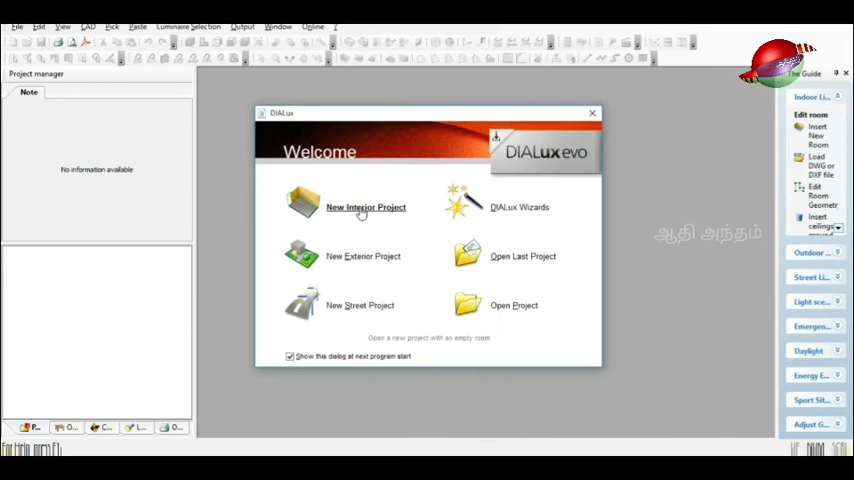 File Edit View CAD Pick Paste Luminaire Selection Output Window Online ?
Project manager
Note
No information available
DIALux
Welcome
DIALux evo
New Interior Project
DIALux Wizards
New Exterior Project
Open Last Project
New Street Project
Open Project
Open a new project with an empty room
Show this dialog at next program start
ஆதி அந்தம்
The Guide
Indoor Li...
Edit room
Insert
New
Room
Load
DWG or
DXF file
Edit
Room
Geometr
Insert
ceilings
Outdoor ...
Street Li...
Light sce...
Emergen...
Daylight
Energy E...
Sport Sit...
Adjust G...
P...
O...
C...
L...
O...
For Help, press F1.
NUM